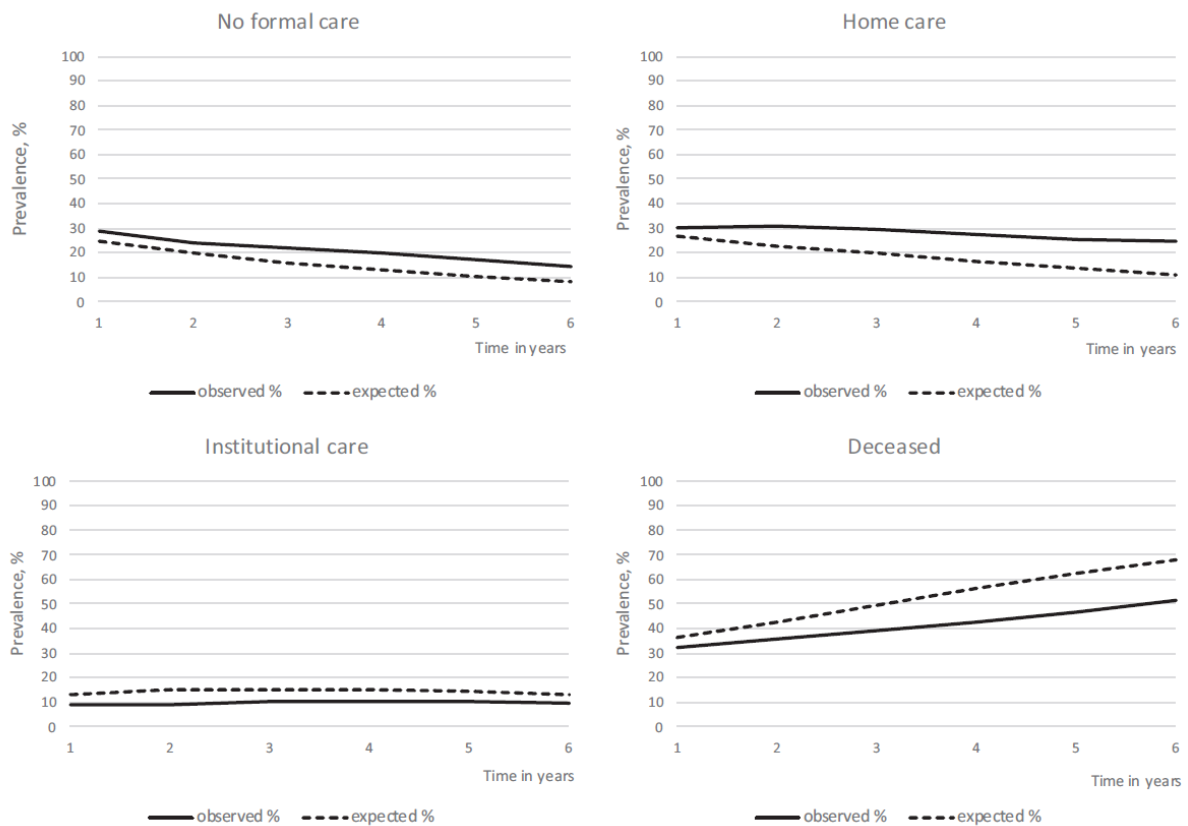 No formal care
Prevalence, %
100
90
80
70
60
50
40
30
20
10
0
1 2 3 4 5 6
Time in years
observed % expected %
Home care
Prevalence, %
100
90
80
70
60
50
40
30
20
10
0
1 2 3 4 5 6
Time in years
observed % expected %
Institutional care
Prevalence, %
100
90
80
70
60
50
40
30
20
10
0
1 2 3 4 5 6
Time in years
observed % expected %
Deceased
Prevalence, %
100
90
80
70
60
50
40
30
20
10
0
1 2 3 4 5 6
Time in years
observed % expected %